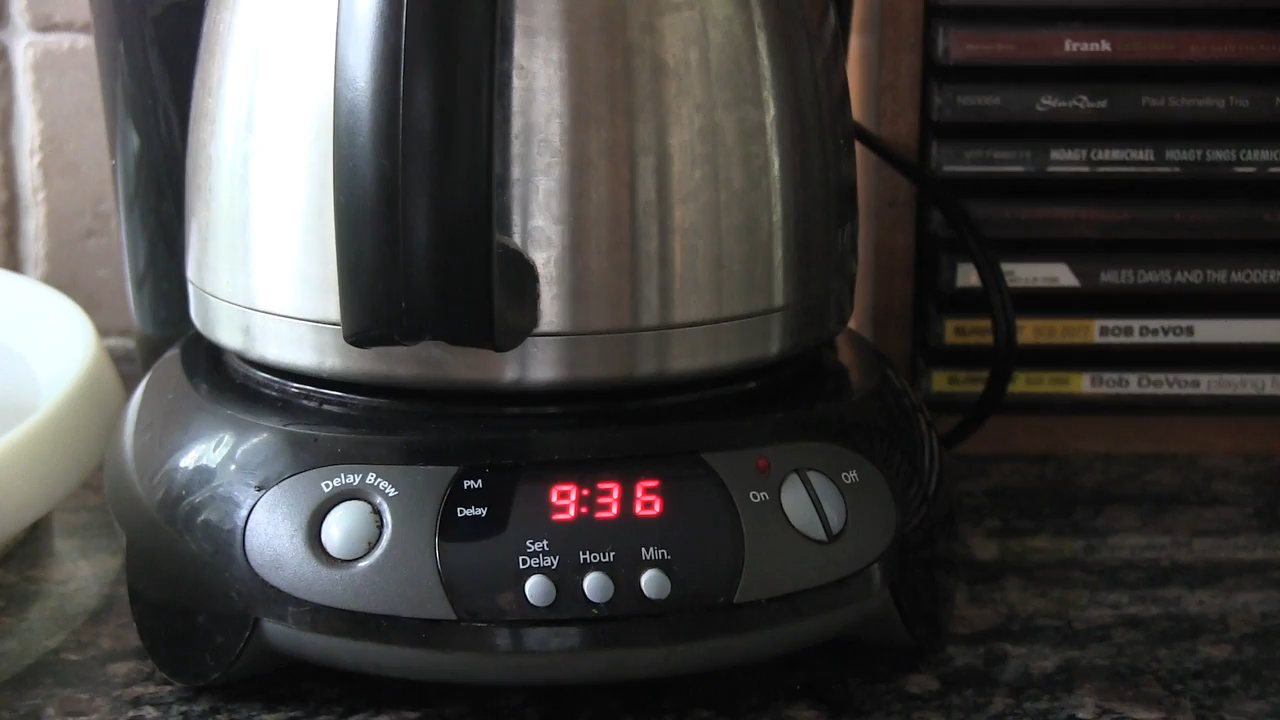 frank
StarDust Paul Schmeling Trio
HOAGY CARMICHAEL HOAGY SINGS CARMIC
MILES DAVIS AND THE MODERN
BOB DeVOS
Bob DeVos playing f
Delay Brew
PM
Delay
9:36
Set
Delay
Hour
Min.
On
Off